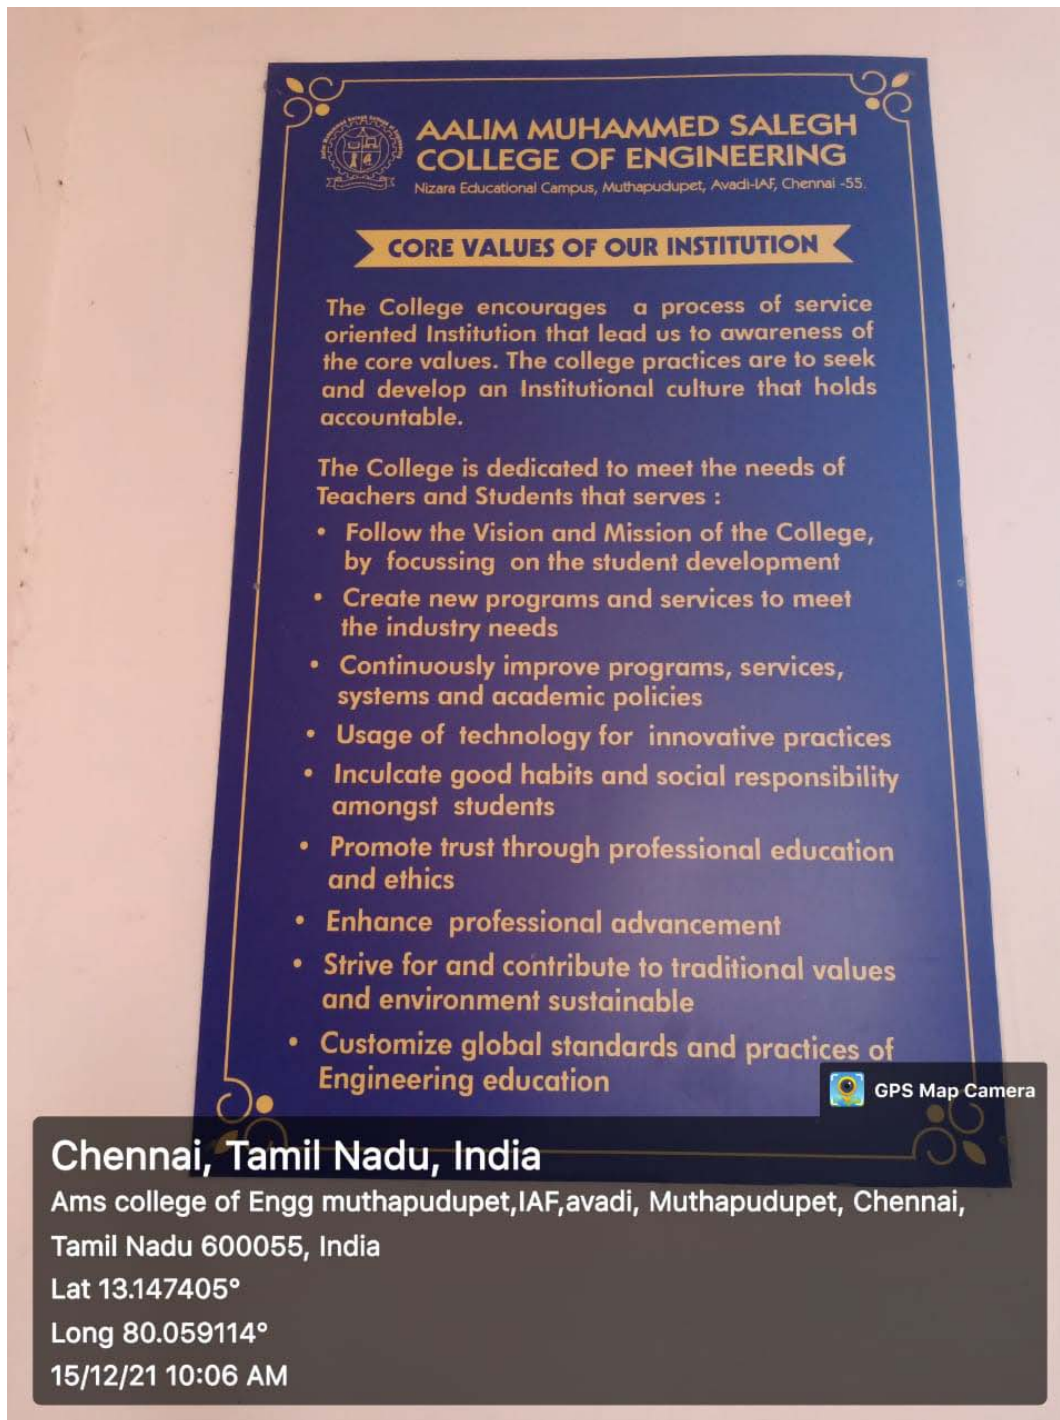 AALIM MUHAMMED SALEGH
COLLEGE OF ENGINEERING
Nizara Educational Campus, Muthapudupet, Avadi-IAF, Chennai -55.
CORE VALUES OF OUR INSTITUTION
The College encourages a process of service
oriented Institution that lead us to awareness of
the core values. The college practices are to seek
and develop an Institutional culture that holds
accountable.
The College is dedicated to meet the needs of
Teachers and Students that serves :
• Follow the Vision and Mission of the College,
by focussing on the student development
• Create new programs and services to meet
the industry needs
• Continuously improve programs, services,
systems and academic policies
• Usage of technology for innovative practices
• Inculcate good habits and social responsibility
amongst students
• Promote trust through professional education
and ethics
• Enhance professional advancement
• Strive for and contribute to traditional values
and environment sustainable
• Customize global standards and practices of
Engineering education
GPS Map Camera
Chennai, Tamil Nadu, India
Ams college of Engg muthapudupet,IAF,avadi, Muthapudupet, Chennai,
Tamil Nadu 600055, India
Lat 13.147405°
Long 80.059114°
15/12/21 10:06 AM